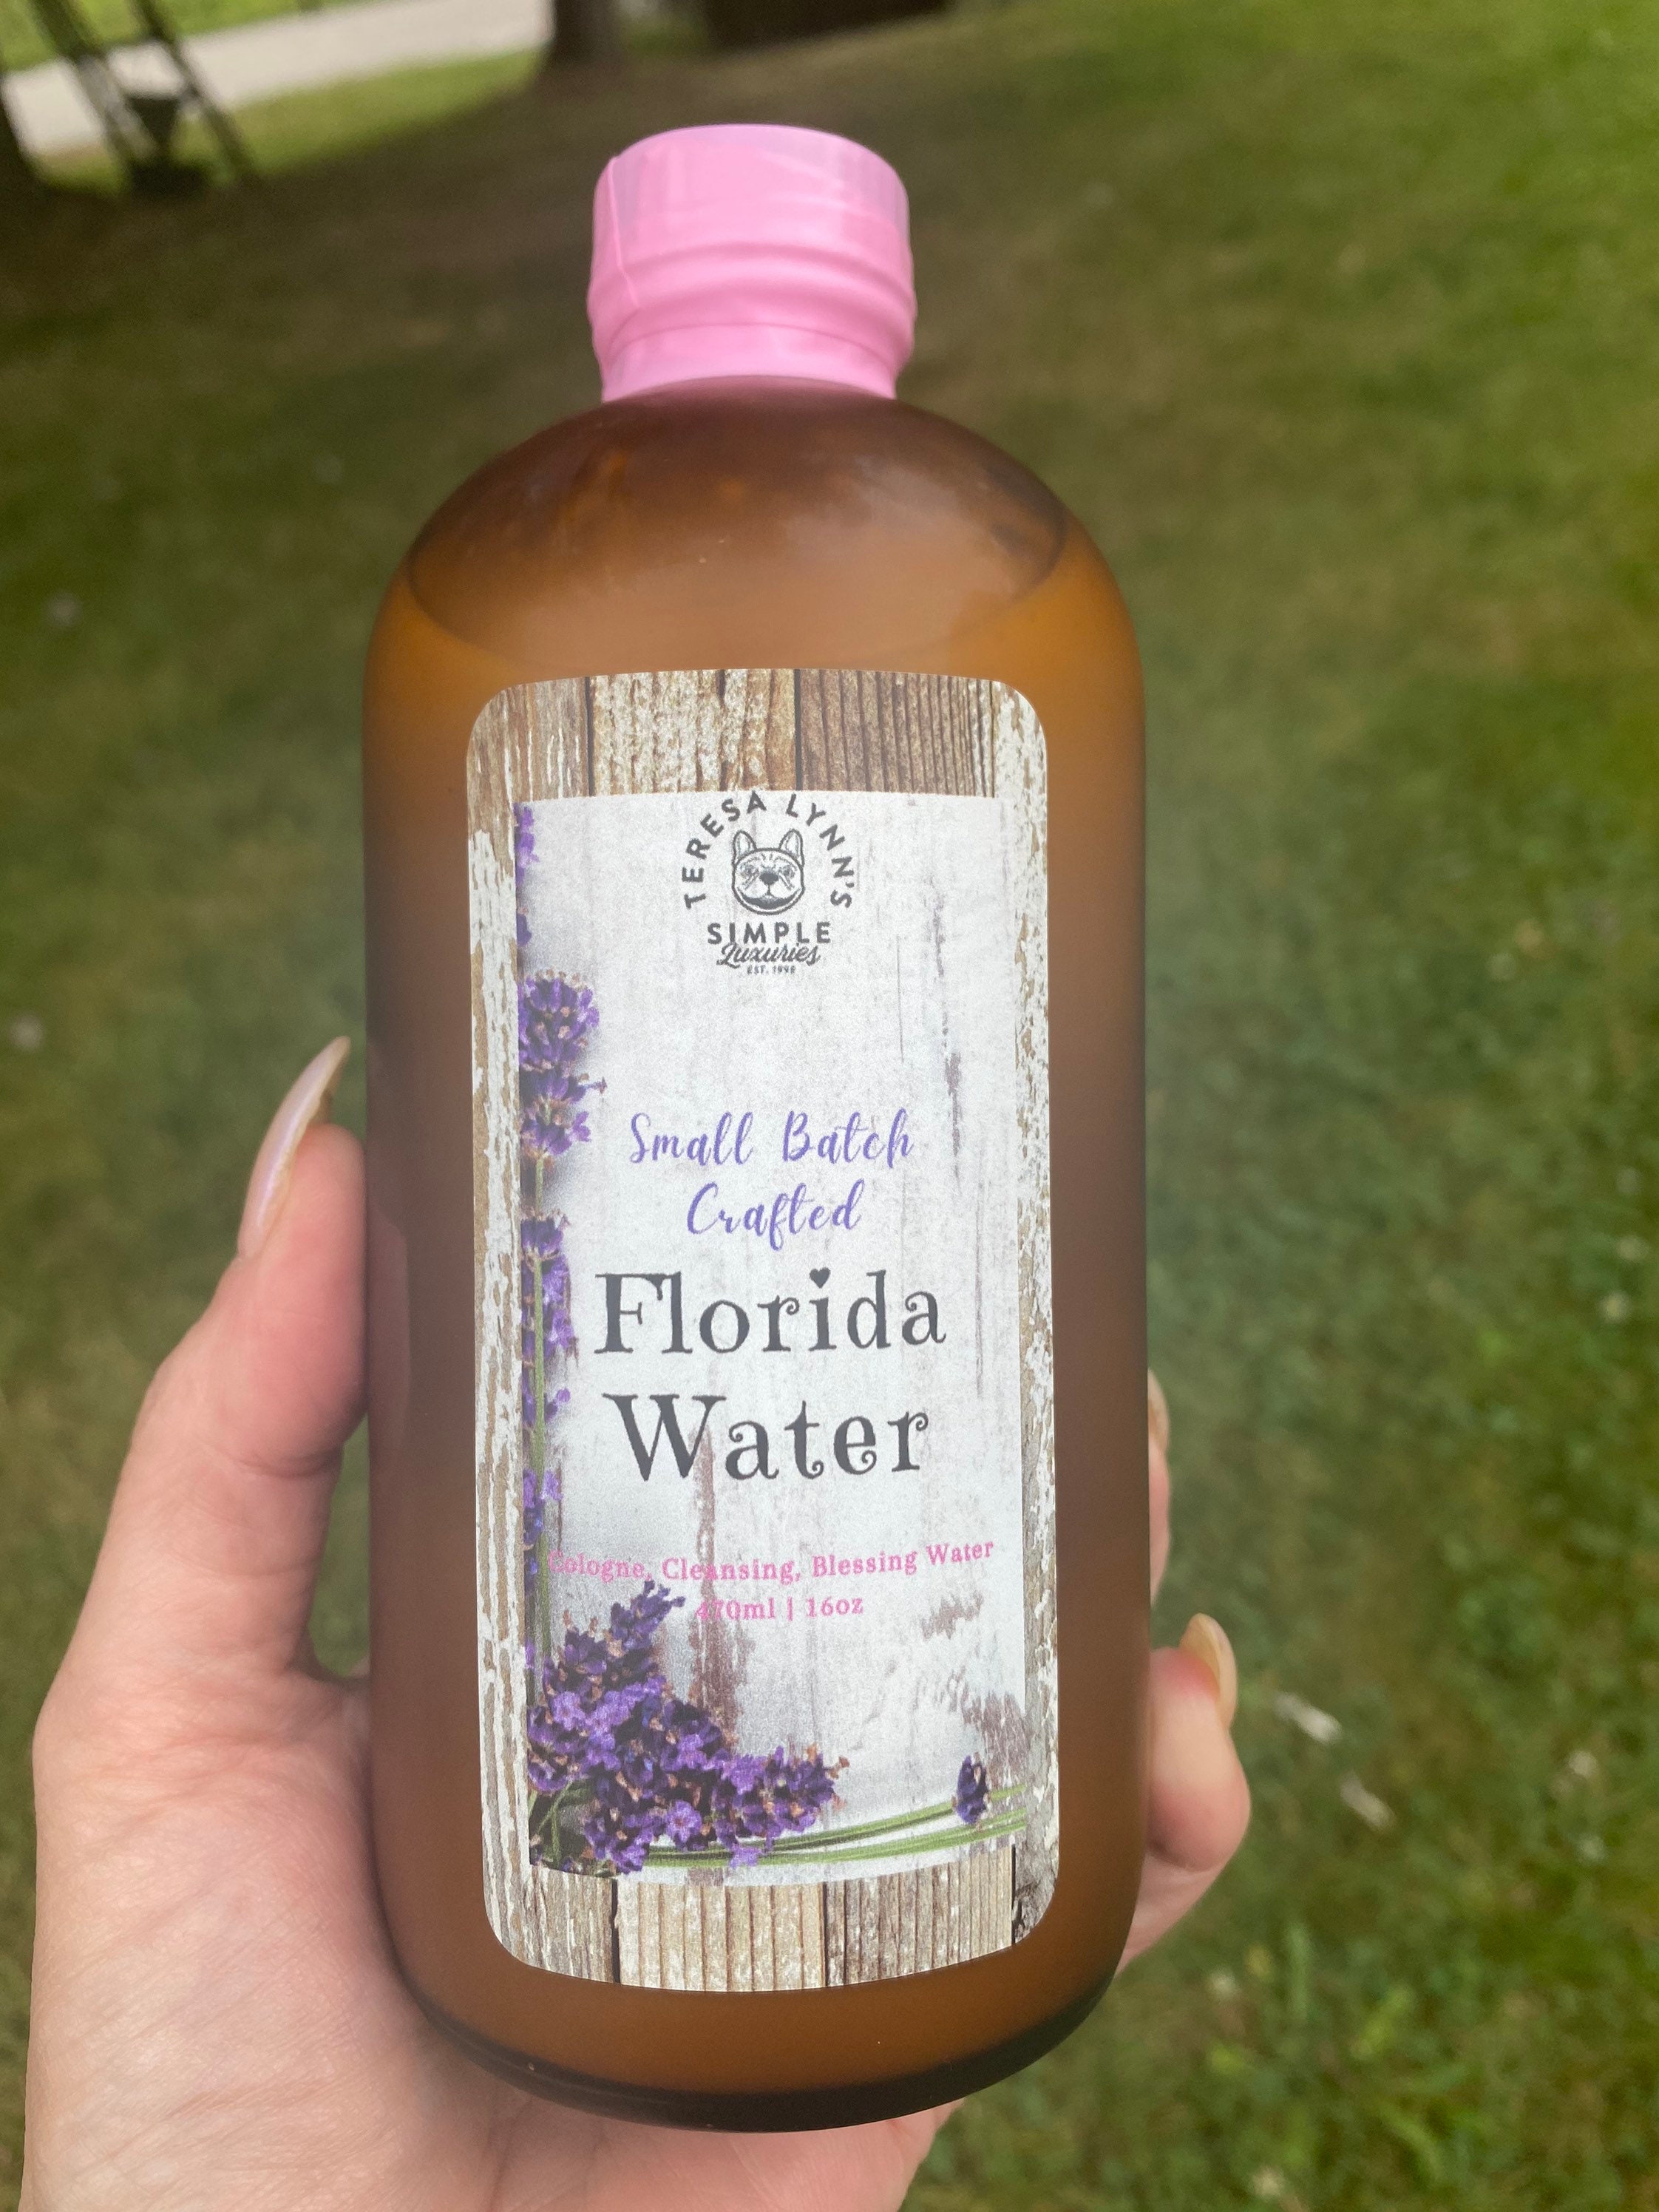 TERESA LYNN'S
SIMPLE
Luxuries
EST. 1998
Small Batch
Crafted
Florida
Water
Cologne, Cleansing, Blessing Water
470ml | 16oz